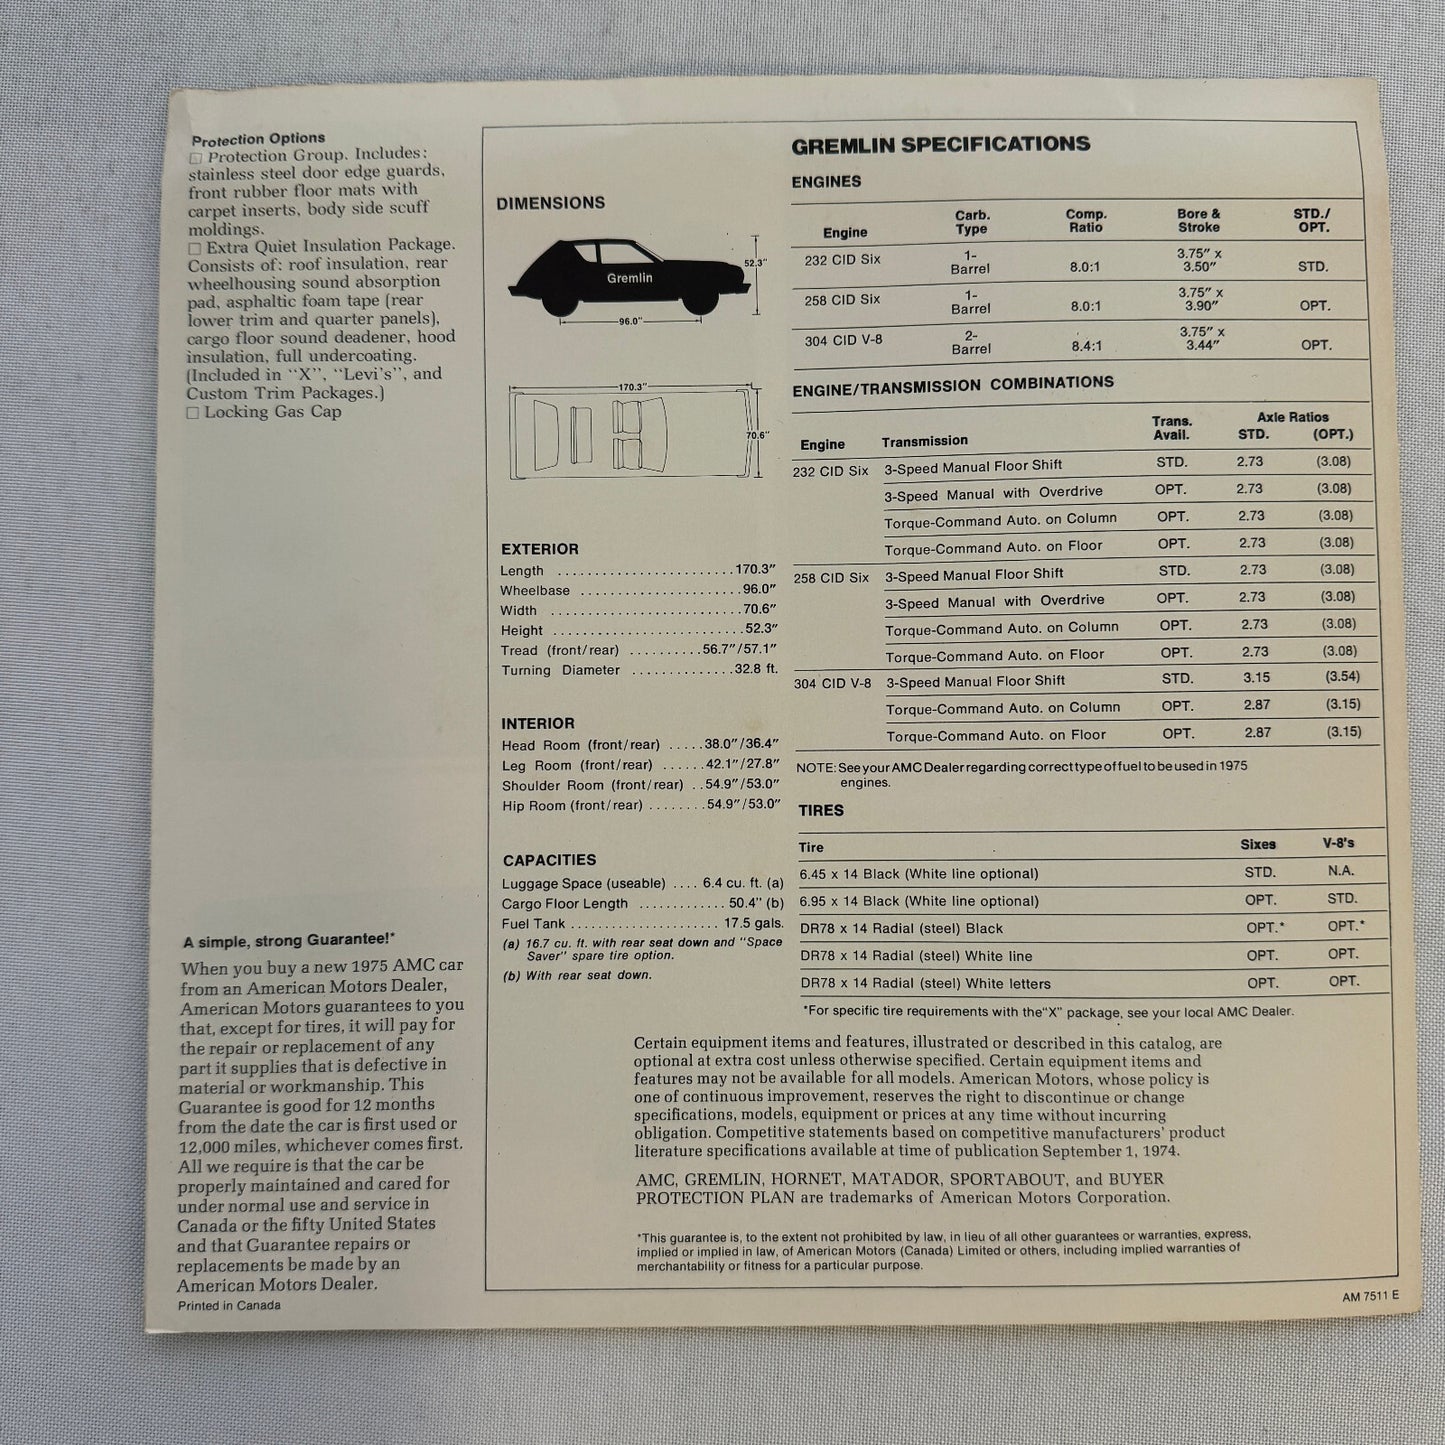 Protection Options
☐ Protection Group. Includes:
stainless steel door edge guards,
front rubber floor mats with
carpet inserts, body side scuff
moldings.
☐ Extra Quiet Insulation Package.
Consists of: roof insulation, rear
wheelhousing sound absorption
pad, asphaltic foam tape (rear
lower trim and quarter panels),
cargo floor sound deadener, hood
insulation, full undercoating.
(Included in "X", "Levi's", and
Custom Trim Packages.)
☐ Locking Gas Cap
A simple, strong Guarantee!*
When you buy a new 1975 AMC car
from an American Motors Dealer,
American Motors guarantees to you
that, except for tires, it will pay for
the repair or replacement of any
part it supplies that is defective in
material or workmanship. This
Guarantee is good for 12 months
from the date the car is first used or
12,000 miles, whichever comes first.
All we require is that the car be
properly maintained and cared for
under normal use and service in
Canada or the fifty United States
and that Guarantee repairs or
replacements be made by an
American Motors Dealer.
Printed in Canada
DIMENSIONS
Gremlin
52.3"
96.0"
170.3"
70.6"
EXTERIOR
Length ........................ 170.3"
Wheelbase ...................... 96.0"
Width .......................... 70.6"
Height .......................... 52.3"
Tread (front/rear) .......... 56.7"/57.1"
Turning Diameter .............. 32.8 ft.
INTERIOR
Head Room (front/rear) ..... 38.0"/36.4"
Leg Room (front/rear) ...... 42.1"/27.8"
Shoulder Room (front/rear) .. 54.9"/53.0"
Hip Room (front/rear) ........ 54.9"/53.0"
CAPACITIES
Luggage Space (useable) .... 6.4 cu. ft. (a)
Cargo Floor Length ............ 50.4" (b)
Fuel Tank ...................... 17.5 gals.
(a) 16.7 cu. ft. with rear seat down and "Space
Saver" spare tire option.
(b) With rear seat down.
GREMLIN SPECIFICATIONS
ENGINES
Engine Carb. Type Comp. Ratio Bore & Stroke STD./ OPT.
232 CID Six 1-Barrel 8.0:1 3.75" x 3.50" STD.
258 CID Six 1-Barrel 8.0:1 3.75" x 3.90" OPT.
304 CID V-8 2-Barrel 8.4:1 3.75" x 3.44" OPT.
ENGINE/TRANSMISSION COMBINATIONS
Engine Transmission Trans. Avail. Axle Ratios STD. (OPT.)
232 CID Six 3-Speed Manual Floor Shift STD. 2.73 (3.08)
3-Speed Manual with Overdrive OPT. 2.73 (3.08)
Torque-Command Auto. on Column OPT. 2.73 (3.08)
Torque-Command Auto. on Floor OPT. 2.73 (3.08)
258 CID Six 3-Speed Manual Floor Shift STD. 2.73 (3.08)
3-Speed Manual with Overdrive OPT. 2.73 (3.08)
Torque-Command Auto. on Column OPT. 2.73 (3.08)
Torque-Command Auto. on Floor OPT. 2.73 (3.08)
304 CID V-8 3-Speed Manual Floor Shift STD. 3.15 (3.54)
Torque-Command Auto. on Column OPT. 2.87 (3.15)
Torque-Command Auto. on Floor OPT. 2.87 (3.15)
NOTE: See your AMC Dealer regarding correct type of fuel to be used in 1975
engines.
TIRES
Tire Sixes V-8's
6.45 x 14 Black (White line optional) STD. N.A.
6.95 x 14 Black (White line optional) OPT. STD.
DR78 x 14 Radial (steel) Black OPT.* OPT.*
DR78 x 14 Radial (steel) White line OPT. OPT.
DR78 x 14 Radial (steel) White letters OPT. OPT.
*For specific tire requirements with the "X" package, see your local AMC Dealer.
Certain equipment items and features, illustrated or described in this catalog, are
optional at extra cost unless otherwise specified. Certain equipment items and
features may not be available for all models. American Motors, whose policy is
one of continuous improvement, reserves the right to discontinue or change
specifications, models, equipment or prices at any time without incurring
obligation. Competitive statements based on competitive manufacturers' product
literature specifications available at time of publication September 1, 1974.
AMC, GREMLIN, HORNET, MATADOR, SPORTABOUT, and BUYER
PROTECTION PLAN are trademarks of American Motors Corporation.
*This guarantee is, to the extent not prohibited by law, in lieu of all other guarantees or warranties, express,
implied or implied in law, of American Motors (Canada) Limited or others, including implied warranties of
merchantability or fitness for a particular purpose.
AM 7511 E